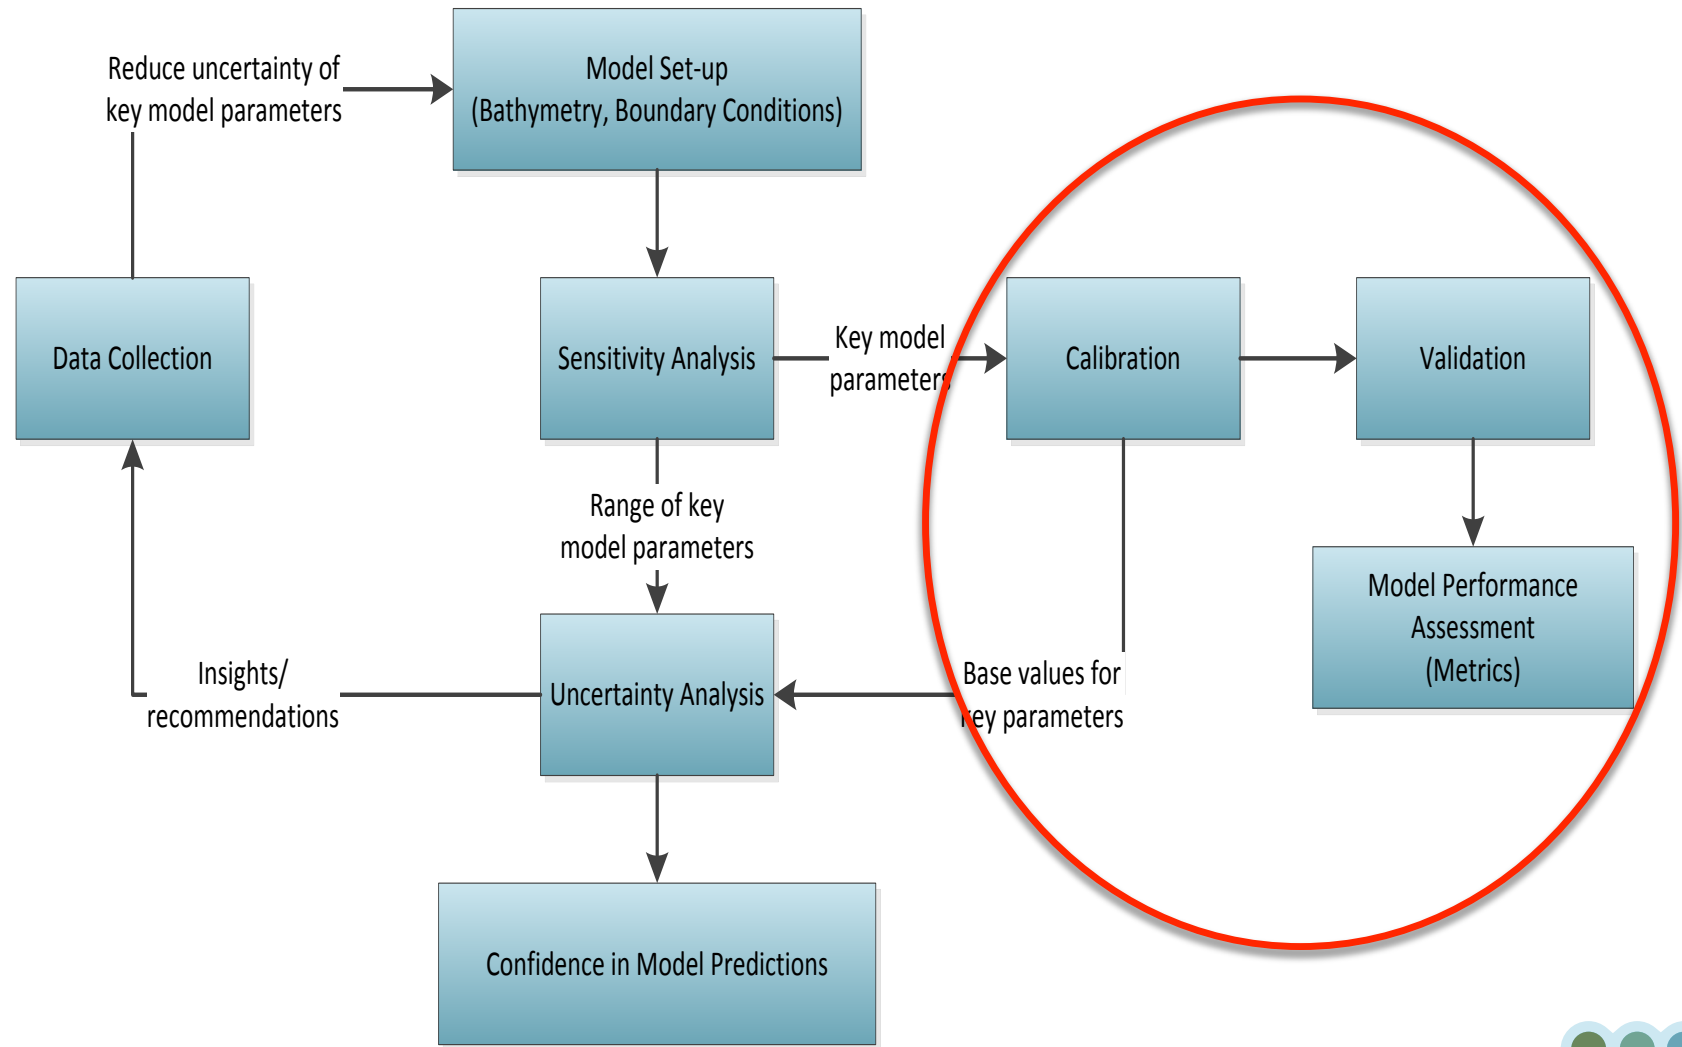 Reduce uncertainty of
key model parameters
Model Set-up
(Bathymetry, Boundary Conditions)
Data Collection
Sensitivity Analysis
Key model
parameters
Calibration
Validation
Range of key
model parameters
Model Performance
Assessment
(Metrics)
Insights/
recommendations
Uncertainty Analysis
Base values for
key parameters
Confidence in Model Predictions